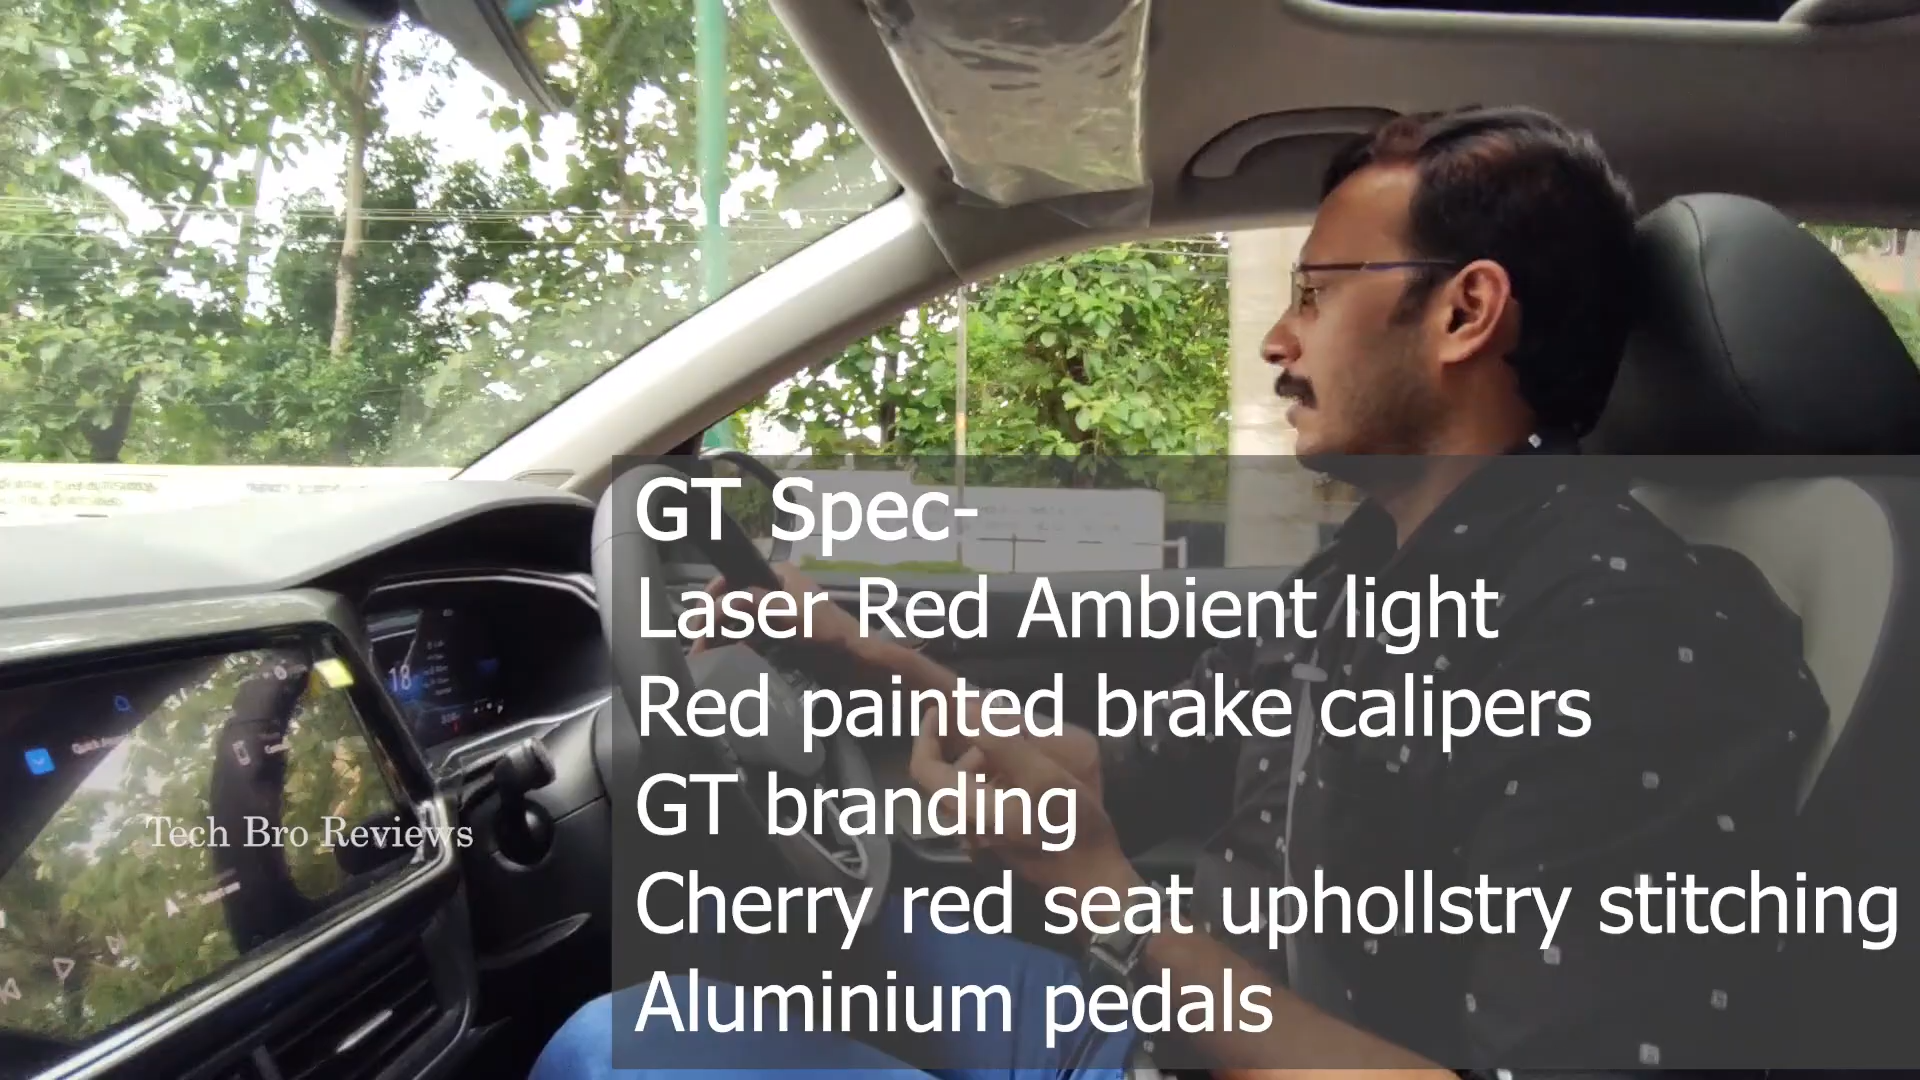 GT Spec-
Laser Red Ambient light
Red painted brake calipers
GT branding
Cherry red seat uphollstry stitching
Aluminium pedals
18
Tech Bro Reviews